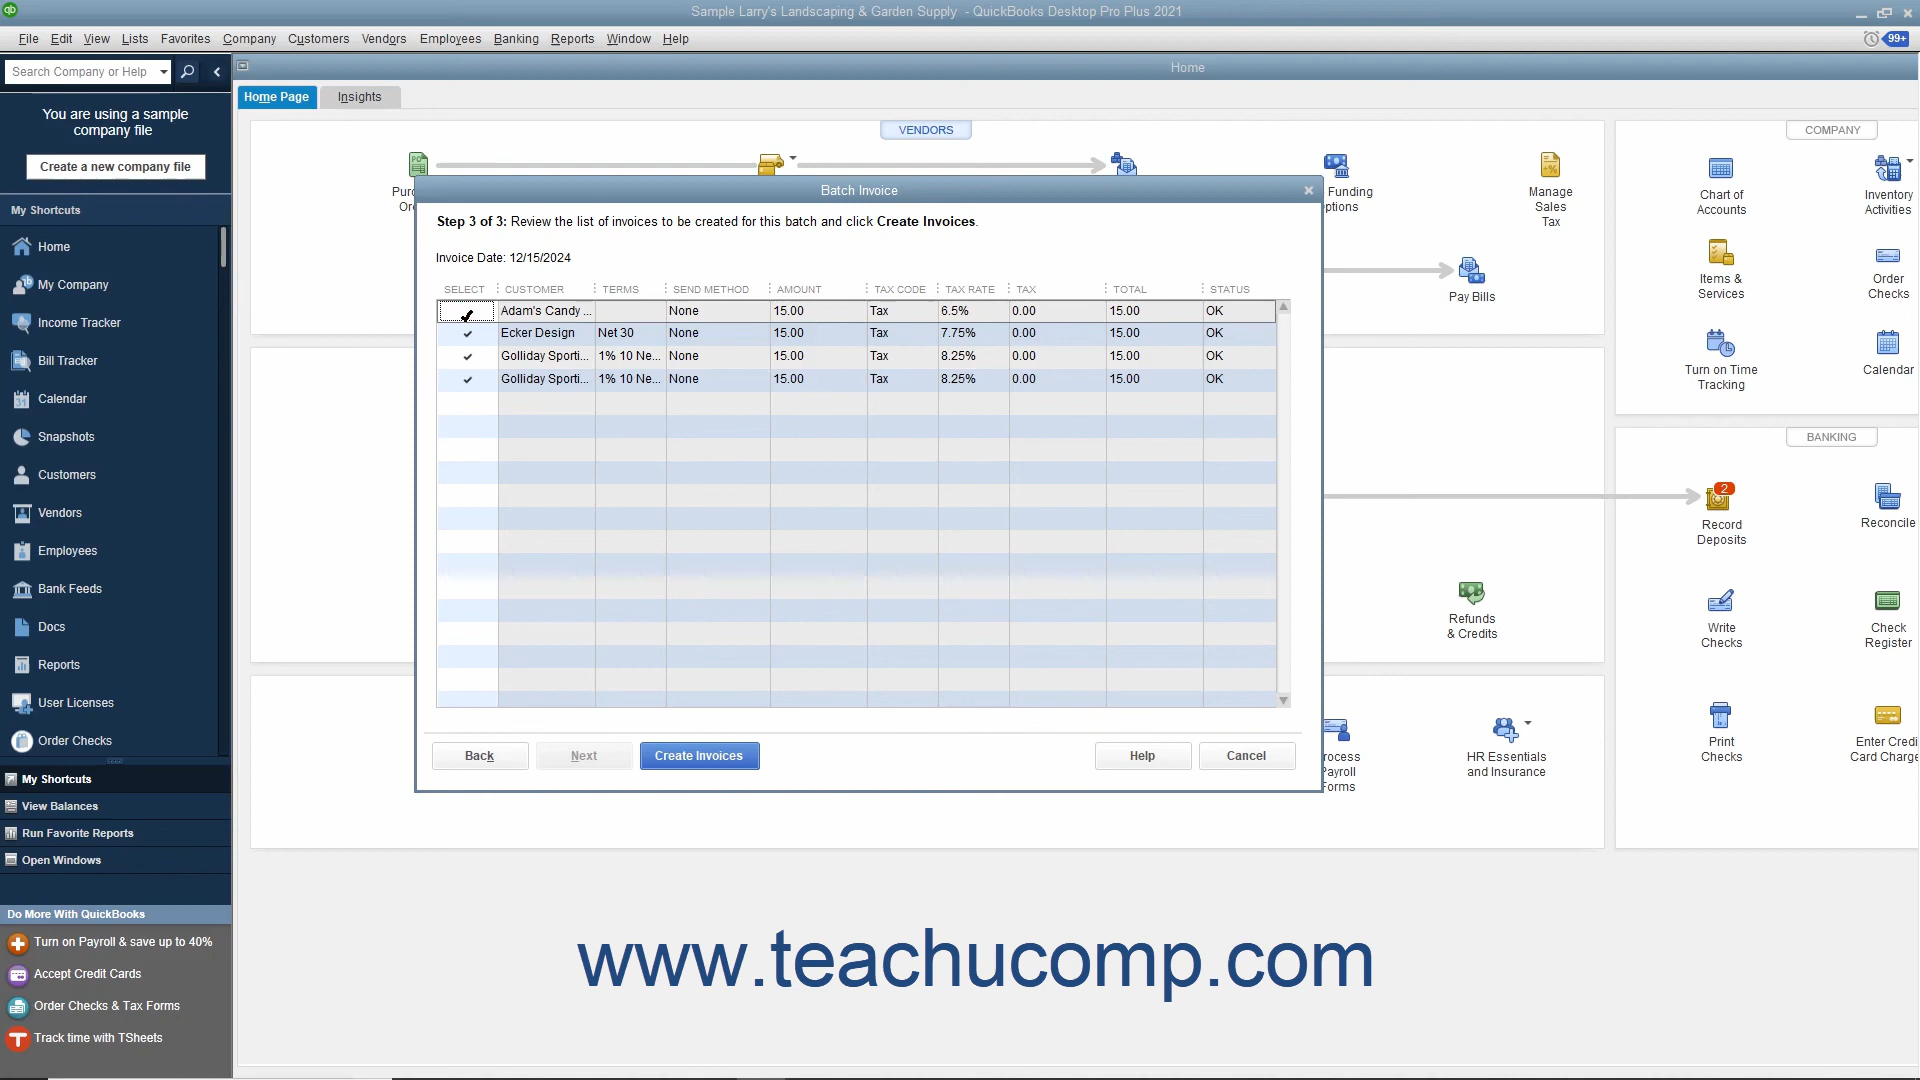 Sample Larry's Landscaping & Garden Supply - QuickBooks Desktop Pro Plus 2021
File Edit View Lists Favorites Company Customers Vendors Employees Banking Reports Window Help
99+
Search Company or Help
Home
Home Page
Insights
You are using a sample
company file
Create a new company file
My Shortcuts
Home
My Company
Income Tracker
Bill Tracker
Calendar
Snapshots
Customers
Vendors
Employees
Bank Feeds
Docs
Reports
User Licenses
Order Checks
My Shortcuts
View Balances
Run Favorite Reports
Open Windows
Do More With QuickBooks
Turn on Payroll & save up to 40%
Accept Credit Cards
Order Checks & Tax Forms
Track time with TSheets
VENDORS
Purc
Or
Funding
ptions
Manage
Sales
Tax
Pay Bills
Batch Invoice
Step 3 of 3: Review the list of invoices to be created for this batch and click Create Invoices.
Invoice Date: 12/15/2024
SELECT CUSTOMER TERMS SEND METHOD AMOUNT TAX CODE TAX RATE TAX TOTAL STATUS
Adam's Candy ... None 15.00 Tax 6.5% 0.00 15.00 OK
Ecker Design Net 30 None 15.00 Tax 7.75% 0.00 15.00 OK
Golliday Sporti... 1% 10 Ne... None 15.00 Tax 8.25% 0.00 15.00 OK
Golliday Sporti... 1% 10 Ne... None 15.00 Tax 8.25% 0.00 15.00 OK
Back
Next
Create Invoices
Help
Cancel
Refunds
& Credits
rocess
Payroll
Forms
HR Essentials
and Insurance
COMPANY
Chart of
Accounts
Inventory
Activities
Items &
Services
Order
Checks
Turn on Time
Tracking
Calendar
BANKING
2
Record
Deposits
Reconcile
Write
Checks
Check
Register
Print
Checks
Enter Credi
Card Charge
www.teachucomp.com